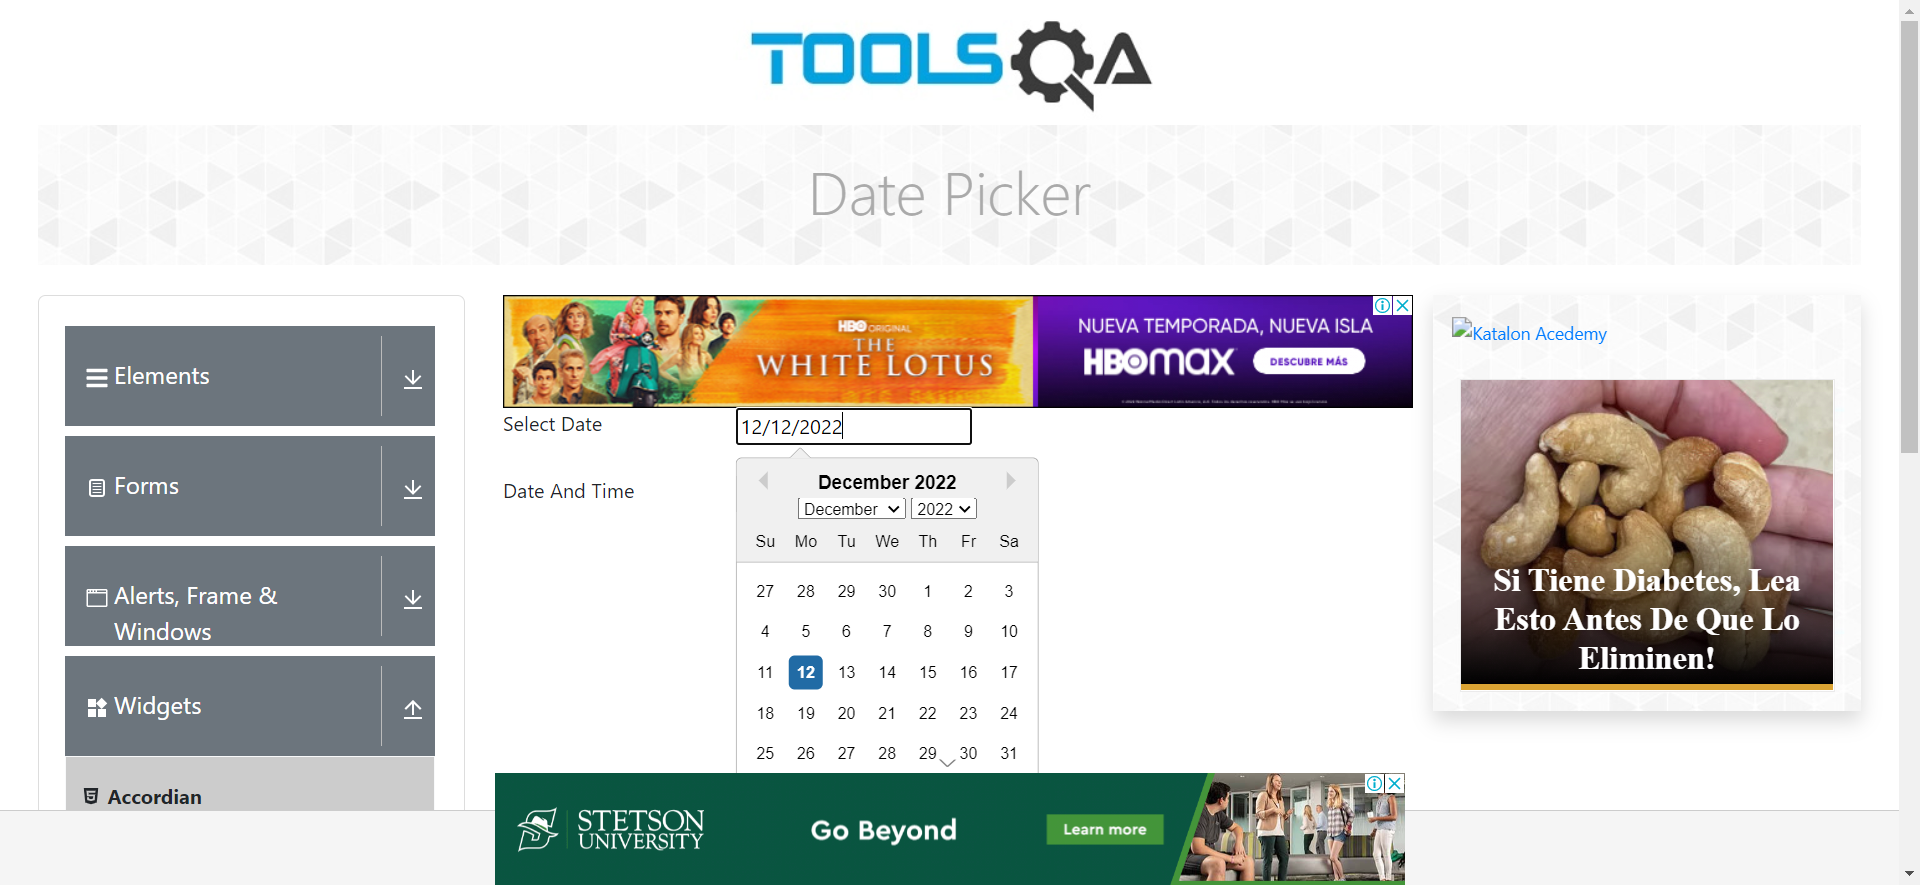 TOOLSQA
Date Picker
Elements
Forms
Alerts, Frame &
Windows
Widgets
Accordian
HBO ORIGINAL
THE
WHITE LOTUS
NUEVA TEMPORADA, NUEVA ISLA
HBOmax
DESCUBRE MÁS
Select Date
12/12/2022
Date And Time
December 2022
December 2022
Su Mo Tu We Th Fr Sa
27 28 29 30 1 2 3
4 5 6 7 8 9 10
11 12 13 14 15 16 17
18 19 20 21 22 23 24
25 26 27 28 29 30 31
Katalon Acedemy
Si Tiene Diabetes, Lea
Esto Antes De Que Lo
Eliminen!
STETSON
UNIVERSITY
Go Beyond
Learn more